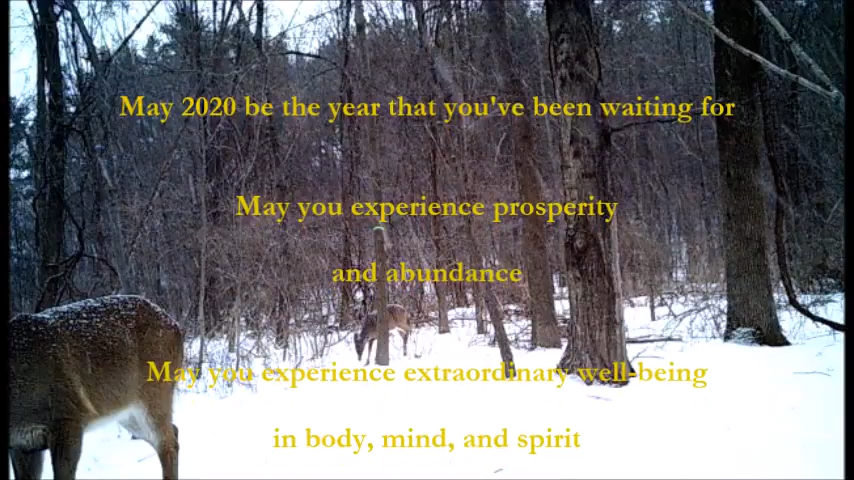 May 2020 be the year that you've been waiting for
May you experience prosperity
and abundance
May you experience extraordinary well-being
in body, mind, and spirit